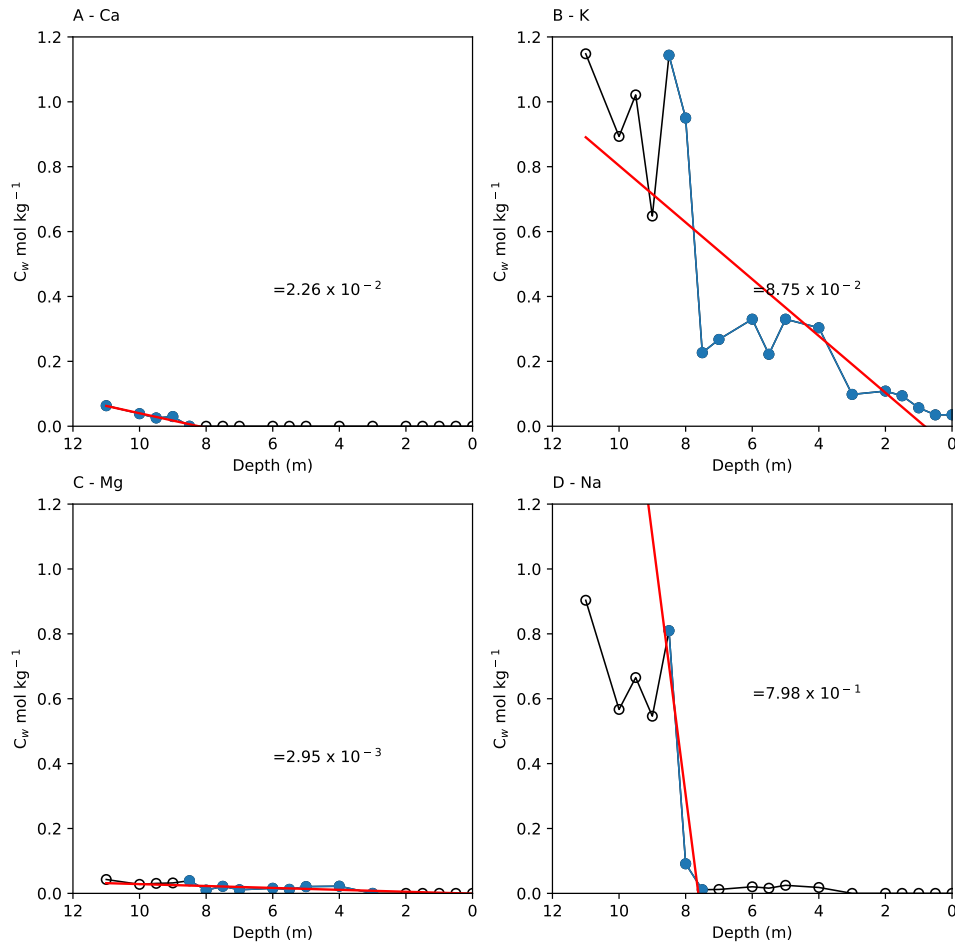 A - Ca
1.2
1.0
0.8
0.6
0.4
0.2
0.0
C_w mol kg^−1
=2.26 x 10^−2
12 10 8 6 4 2 0
Depth (m)
B - K
1.2
1.0
0.8
0.6
0.4
0.2
0.0
C_w mol kg^−1
=8.75 x 10^−2
12 10 8 6 4 2 0
Depth (m)
C - Mg
1.2
1.0
0.8
0.6
0.4
0.2
0.0
C_w mol kg^−1
=2.95 x 10^−3
12 10 8 6 4 2 0
Depth (m)
D - Na
1.2
1.0
0.8
0.6
0.4
0.2
0.0
C_w mol kg^−1
=7.98 x 10^−1
12 10 8 6 4 2 0
Depth (m)